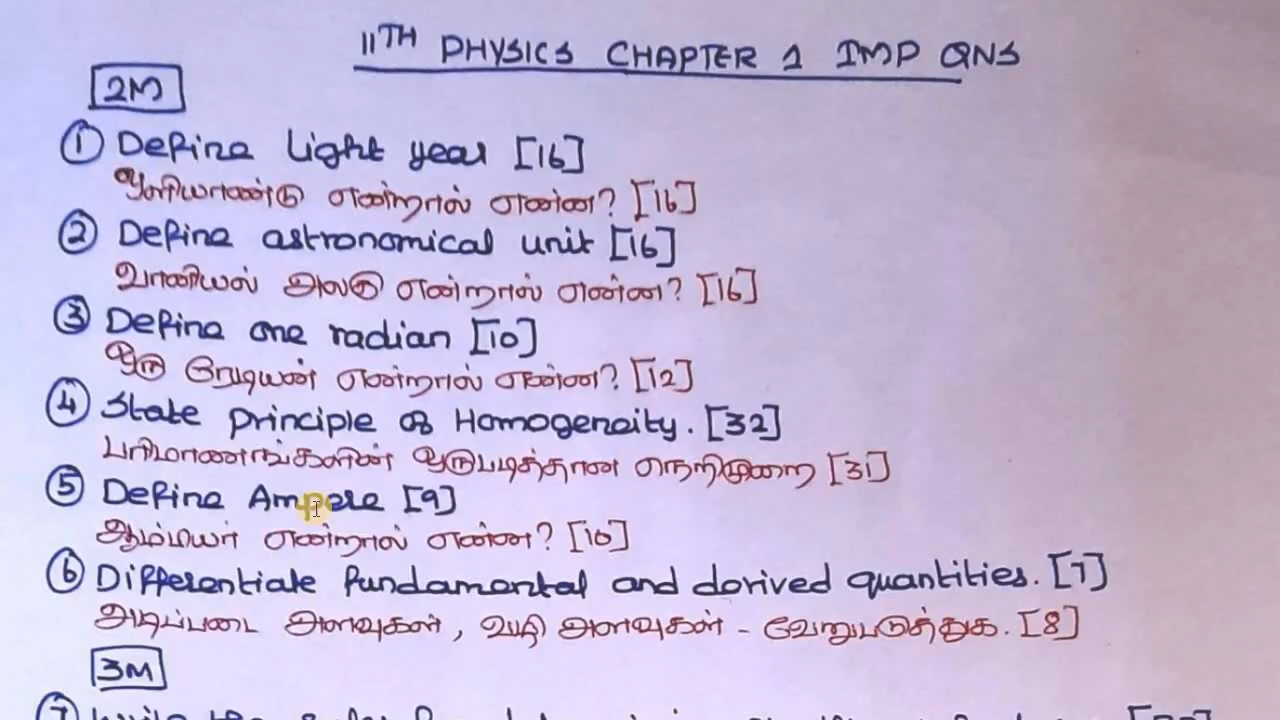 11TH PHYSICS CHAPTER 1 IMP QNS
2M
① Define Light year [16]
ஒளியாண்டு என்றால் என்ன? [16]
② Define astronomical unit [16]
வானியல் அலகு என்றால் என்ன? [16]
③ Define one radian [10]
ஒரு ரேடியன் என்றால் என்ன? [12]
④ State principle of Homogeneity. [32]
பரிமாணங்களின் ஒருபடித்தான நெறிமுறை [31]
⑤ Define Ampere [9]
ஆம்பியர் என்றால் என்ன? [10]
⑥ Differentiate fundamental and derived quantities. [7]
அடிப்படை அளவுகள், வழி அளவுகள் - வேறுபடுத்துக. [8]
3M
⑦ Write the